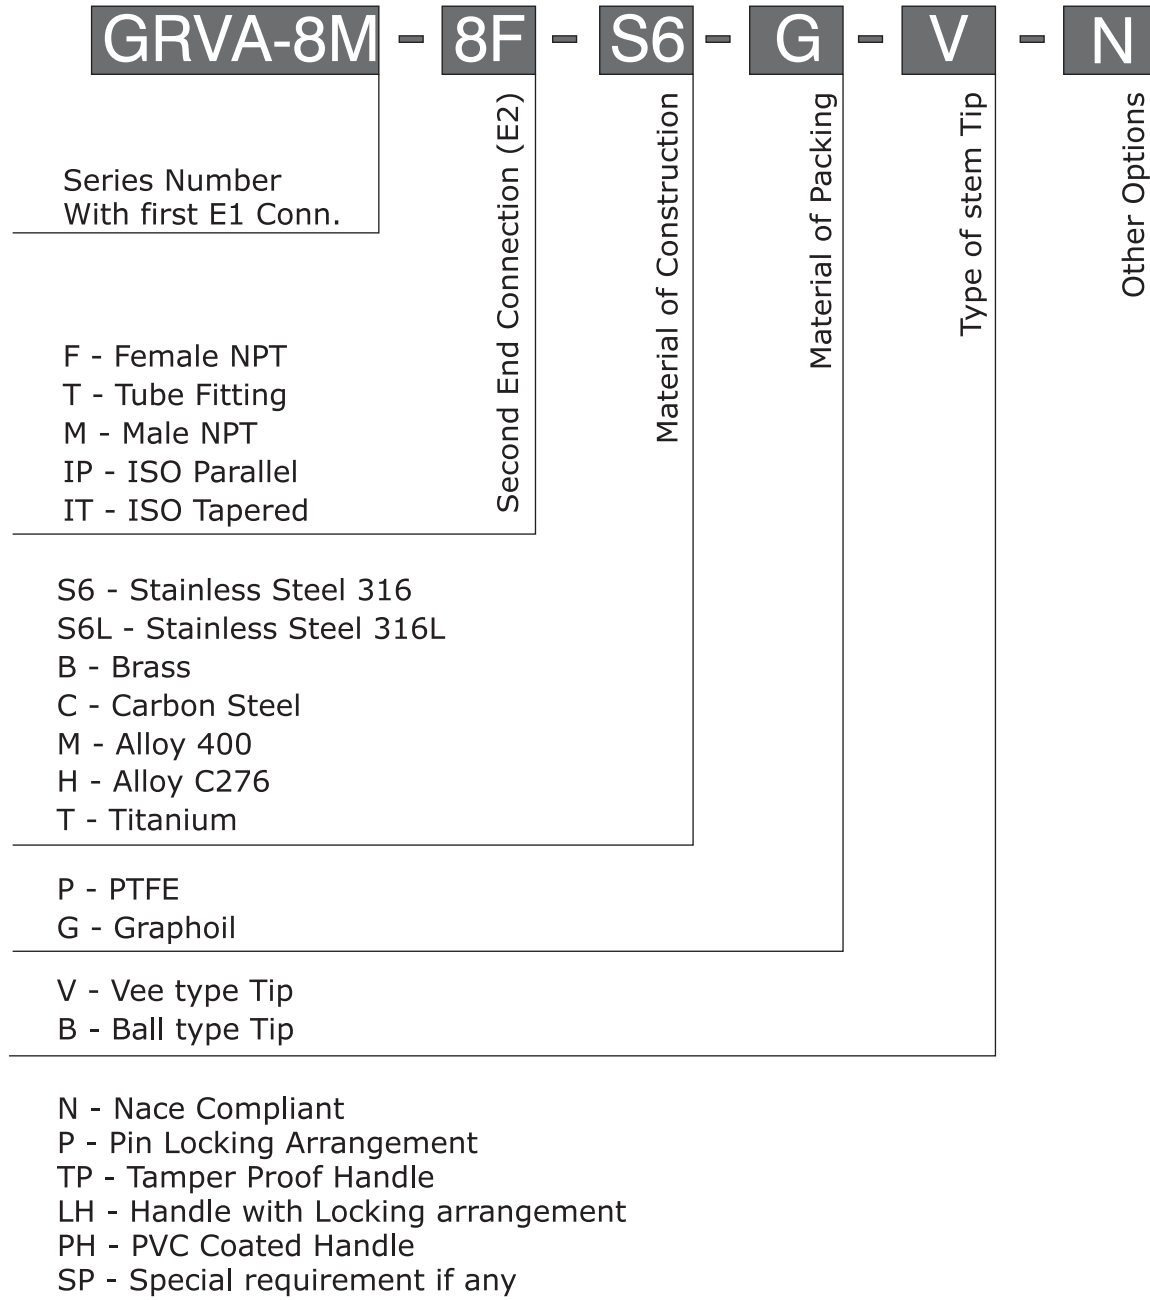 GRVA-8M - 8F - S6 - G - V - N
Series Number
With first E1 Conn.
Second End Connection (E2)
Material of Construction
Material of Packing
Type of stem Tip
Other Options
F - Female NPT
T - Tube Fitting
M - Male NPT
IP - ISO Parallel
IT - ISO Tapered
S6 - Stainless Steel 316
S6L - Stainless Steel 316L
B - Brass
C - Carbon Steel
M - Alloy 400
H - Alloy C276
T - Titanium
P - PTFE
G - Graphoil
V - Vee type Tip
B - Ball type Tip
N - Nace Compliant
P - Pin Locking Arrangement
TP - Tamper Proof Handle
LH - Handle with Locking arrangement
PH - PVC Coated Handle
SP - Special requirement if any